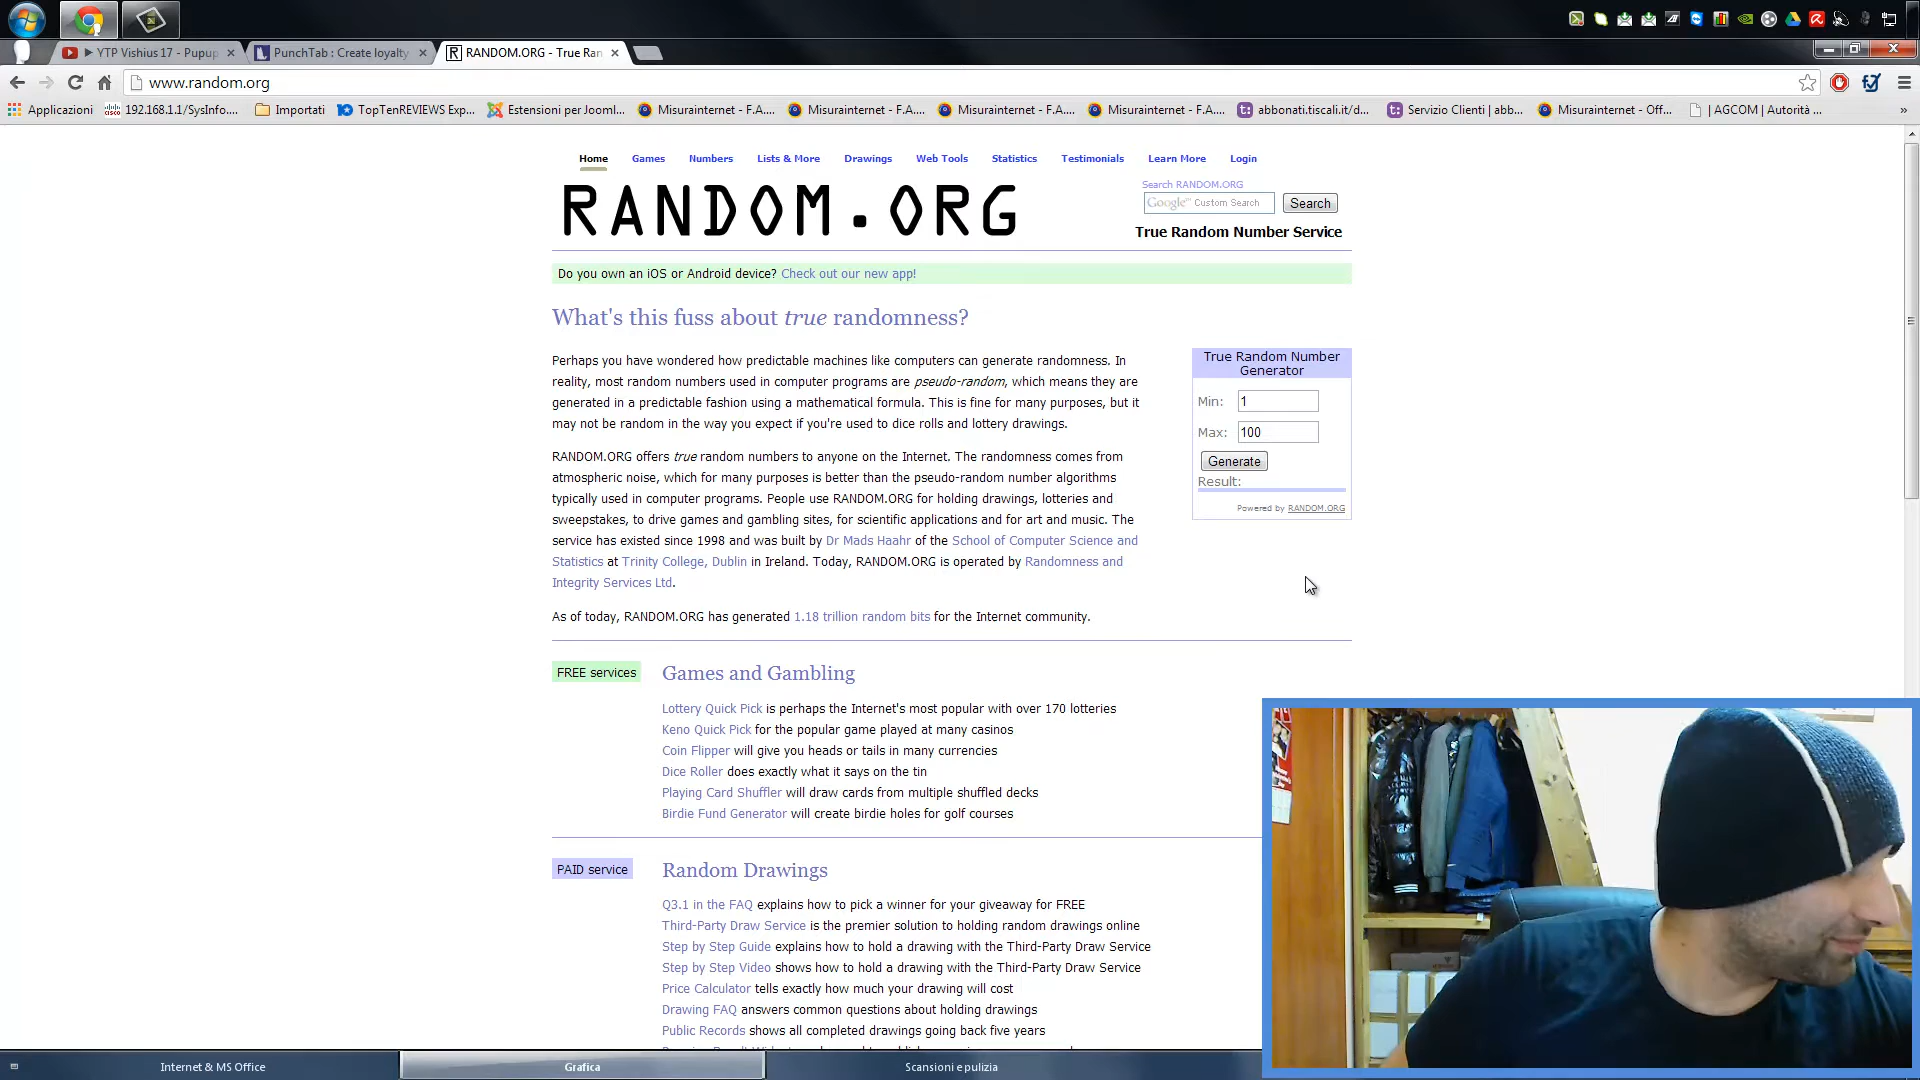 ▶ YTP Vishius 17 - Pupup
PunchTab : Create loyalty
RANDOM.ORG - True Ran
www.random.org
Applicazioni
192.168.1.1/SysInfo....
Importati
TopTenREVIEWS Exp...
Estensioni per Jooml...
Misurainternet - F.A....
Misurainternet - F.A....
Misurainternet - F.A....
Misurainternet - F.A....
abbonati.tiscali.it/d...
Servizio Clienti | abb...
Misurainternet - Off...
| AGCOM | Autorità ...
»
Home Games Numbers Lists & More Drawings Web Tools Statistics Testimonials Learn More Login
RANDOM.ORG
Search RANDOM.ORG
Google™ Custom Search
Search
True Random Number Service
Do you own an iOS or Android device? Check out our new app!
What's this fuss about true randomness?
Perhaps you have wondered how predictable machines like computers can generate randomness. In
reality, most random numbers used in computer programs are pseudo-random, which means they are
generated in a predictable fashion using a mathematical formula. This is fine for many purposes, but it
may not be random in the way you expect if you're used to dice rolls and lottery drawings.
RANDOM.ORG offers true random numbers to anyone on the Internet. The randomness comes from
atmospheric noise, which for many purposes is better than the pseudo-random number algorithms
typically used in computer programs. People use RANDOM.ORG for holding drawings, lotteries and
sweepstakes, to drive games and gambling sites, for scientific applications and for art and music. The
service has existed since 1998 and was built by Dr Mads Haahr of the School of Computer Science and
Statistics at Trinity College, Dublin in Ireland. Today, RANDOM.ORG is operated by Randomness and
Integrity Services Ltd.
As of today, RANDOM.ORG has generated 1.18 trillion random bits for the Internet community.
True Random Number
Generator
Min: 1
Max: 100
Generate
Result:
Powered by RANDOM.ORG
FREE services
Games and Gambling
Lottery Quick Pick is perhaps the Internet's most popular with over 170 lotteries
Keno Quick Pick for the popular game played at many casinos
Coin Flipper will give you heads or tails in many currencies
Dice Roller does exactly what it says on the tin
Playing Card Shuffler will draw cards from multiple shuffled decks
Birdie Fund Generator will create birdie holes for golf courses
PAID service
Random Drawings
Q3.1 in the FAQ explains how to pick a winner for your giveaway for FREE
Third-Party Draw Service is the premier solution to holding random drawings online
Step by Step Guide explains how to hold a drawing with the Third-Party Draw Service
Step by Step Video shows how to hold a drawing with the Third-Party Draw Service
Price Calculator tells exactly how much your drawing will cost
Drawing FAQ answers common questions about holding drawings
Public Records shows all completed drawings going back five years
Internet & MS Office
Grafica
Scansioni e pulizia